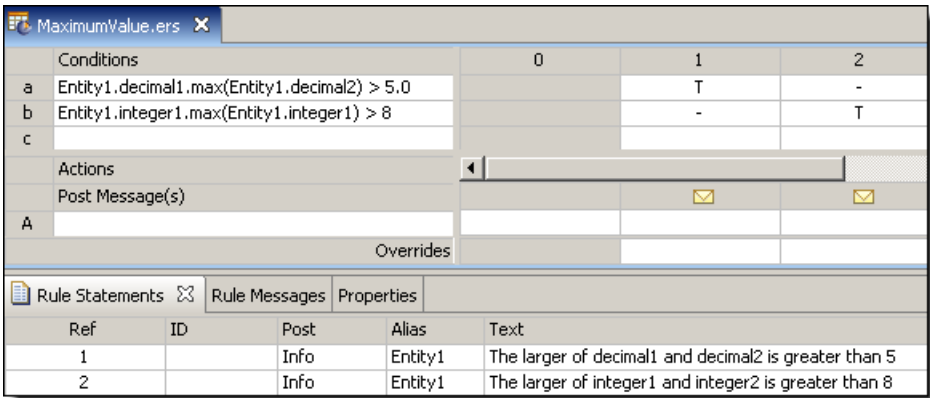 MaximumValue.ers
Conditions 0 1 2
a Entity1.decimal1.max(Entity1.decimal2) > 5.0 T -
b Entity1.integer1.max(Entity1.integer1) > 8 - T
c
Actions
Post Message(s)
A
Overrides
Rule Statements Rule Messages Properties
Ref ID Post Alias Text
1 Info Entity1 The larger of decimal1 and decimal2 is greater than 5
2 Info Entity1 The larger of integer1 and integer2 is greater than 8